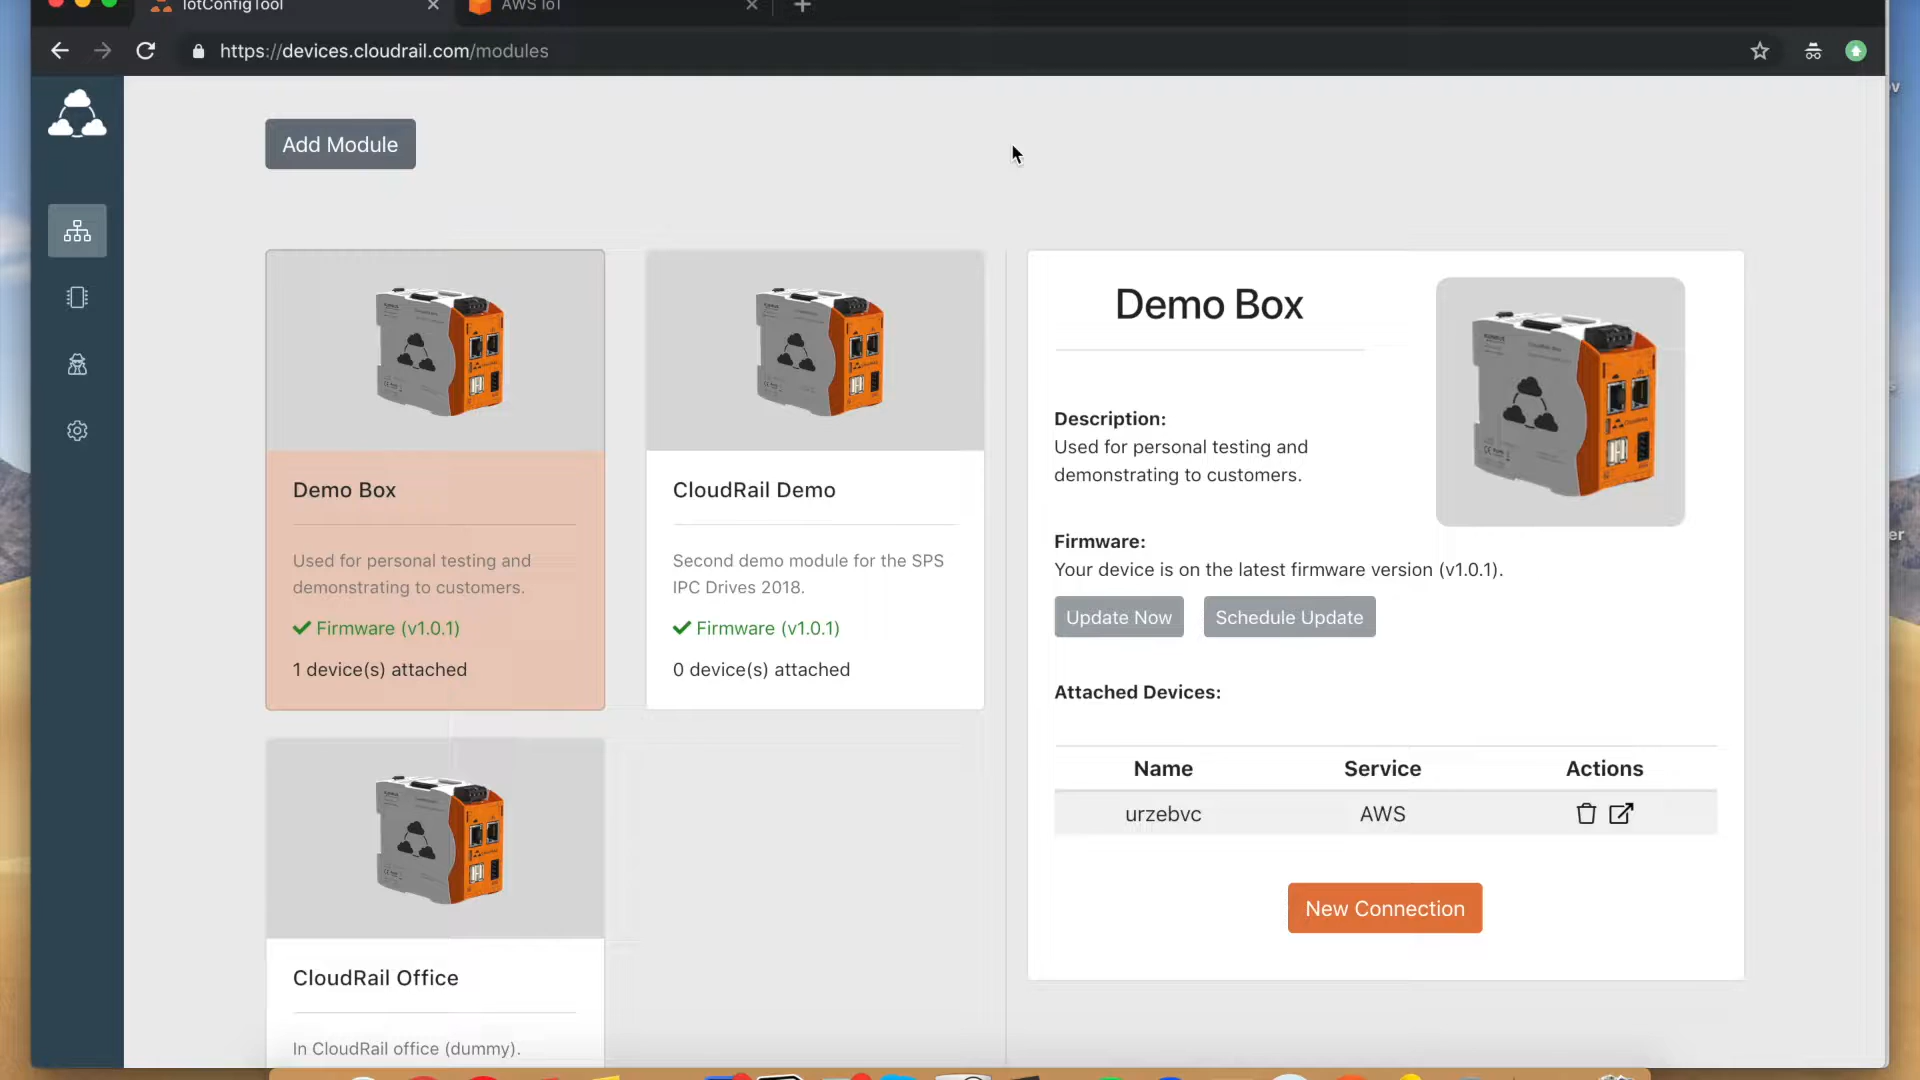 IotConfigTool
AWS IoT
https://devices.cloudrail.com/modules
Add Module
Demo Box
Used for personal testing and
demonstrating to customers.
Firmware (v1.0.1)
1 device(s) attached
CloudRail Demo
Second demo module for the SPS
IPC Drives 2018.
Firmware (v1.0.1)
0 device(s) attached
CloudRail Office
In CloudRail office (dummy).
Demo Box
Description:
Used for personal testing and
demonstrating to customers.
Firmware:
Your device is on the latest firmware version (v1.0.1).
Update Now
Schedule Update
Attached Devices:
Name Service Actions
urzebvc AWS
New Connection